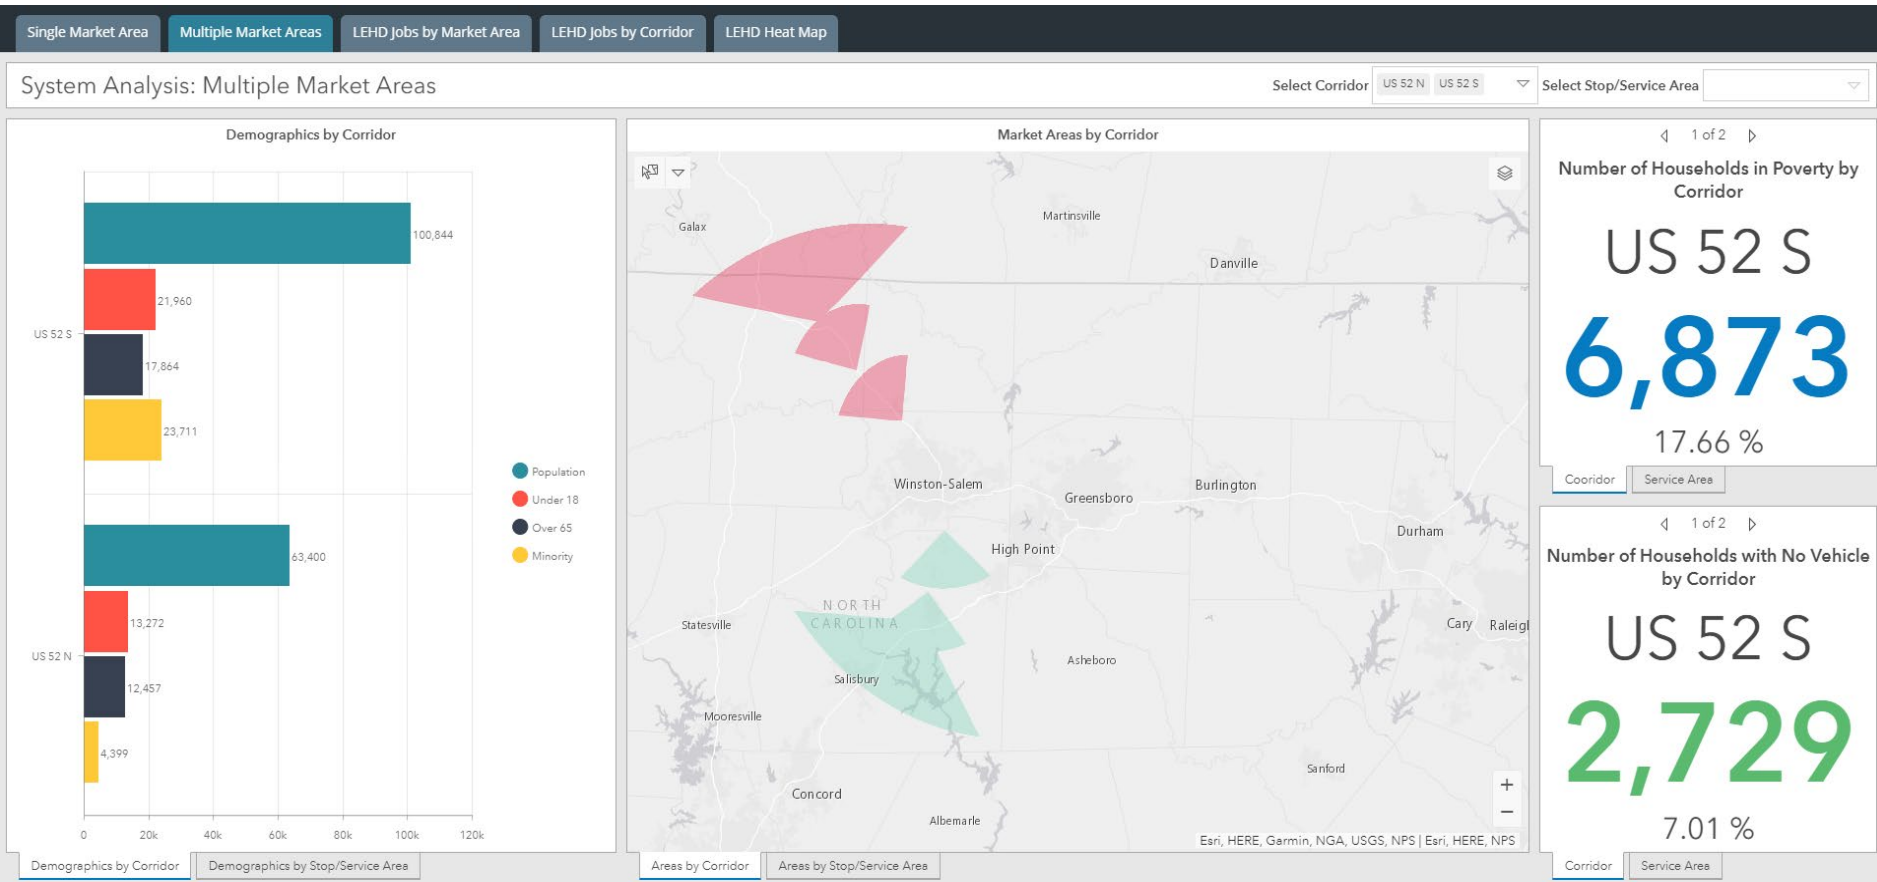 Single Market Area
Multiple Market Areas
LEHD Jobs by Market Area
LEHD Jobs by Corridor
LEHD Heat Map
System Analysis: Multiple Market Areas
Select Corridor
US 52 N
US 52 S
Select Stop/Service Area
Demographics by Corridor
100,844
21,960
US 52 S
17,864
23,711
63,400
13,272
US 52 N
12,457
4,399
0
20k
40k
60k
80k
100k
120k
Population
Under 18
Over 65
Minority
Demographics by Corridor
Demographics by Stop/Service Area
Market Areas by Corridor
Galax
Martinsville
Danville
Winston-Salem
Greensboro
Burlington
Durham
High Point
NORTH
CAROLINA
Statesville
Cary
Raleigh
Asheboro
Salisbury
Mooresville
Sanford
Concord
Albemarle
+
−
Esri, HERE, Garmin, NGA, USGS, NPS | Esri, HERE, NPS
Areas by Corridor
Areas by Stop/Service Area
1 of 2
Number of Households in Poverty by
Corridor
US 52 S
6,873
17.66 %
Cooridor
Service Area
1 of 2
Number of Households with No Vehicle
by Corridor
US 52 S
2,729
7.01 %
Corridor
Service Area